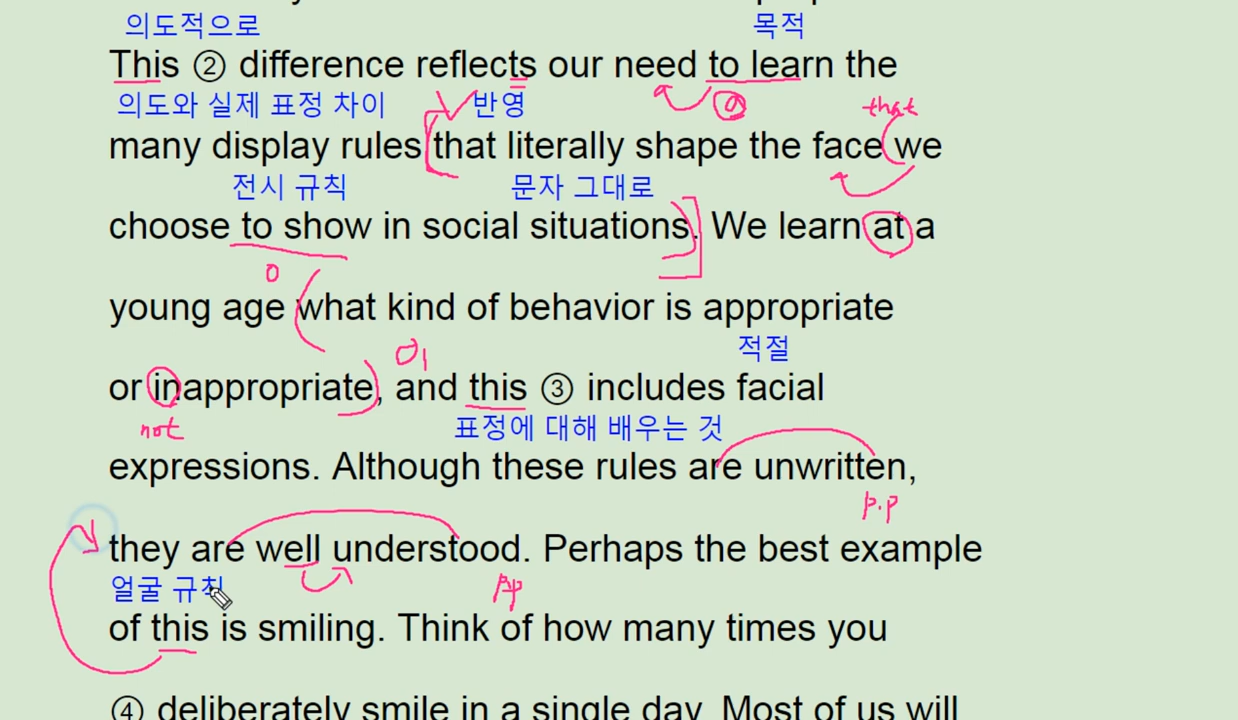 의도적으로 목적
This ② difference reflects our need to learn the
의도와 실제 표정 차이 반영 ⓐ that
many display rules that literally shape the face we
전시 규칙 문자 그대로
choose to show in social situations. We learn at a
o
young age what kind of behavior is appropriate
적절
or inappropriate, and this ③ includes facial
not 표정에 대해 배우는 것
expressions. Although these rules are unwritten,
p.p
they are well understood. Perhaps the best example
얼굴 규칙 pp
of this is smiling. Think of how many times you
④ deliberately smile in a single day. Most of us will